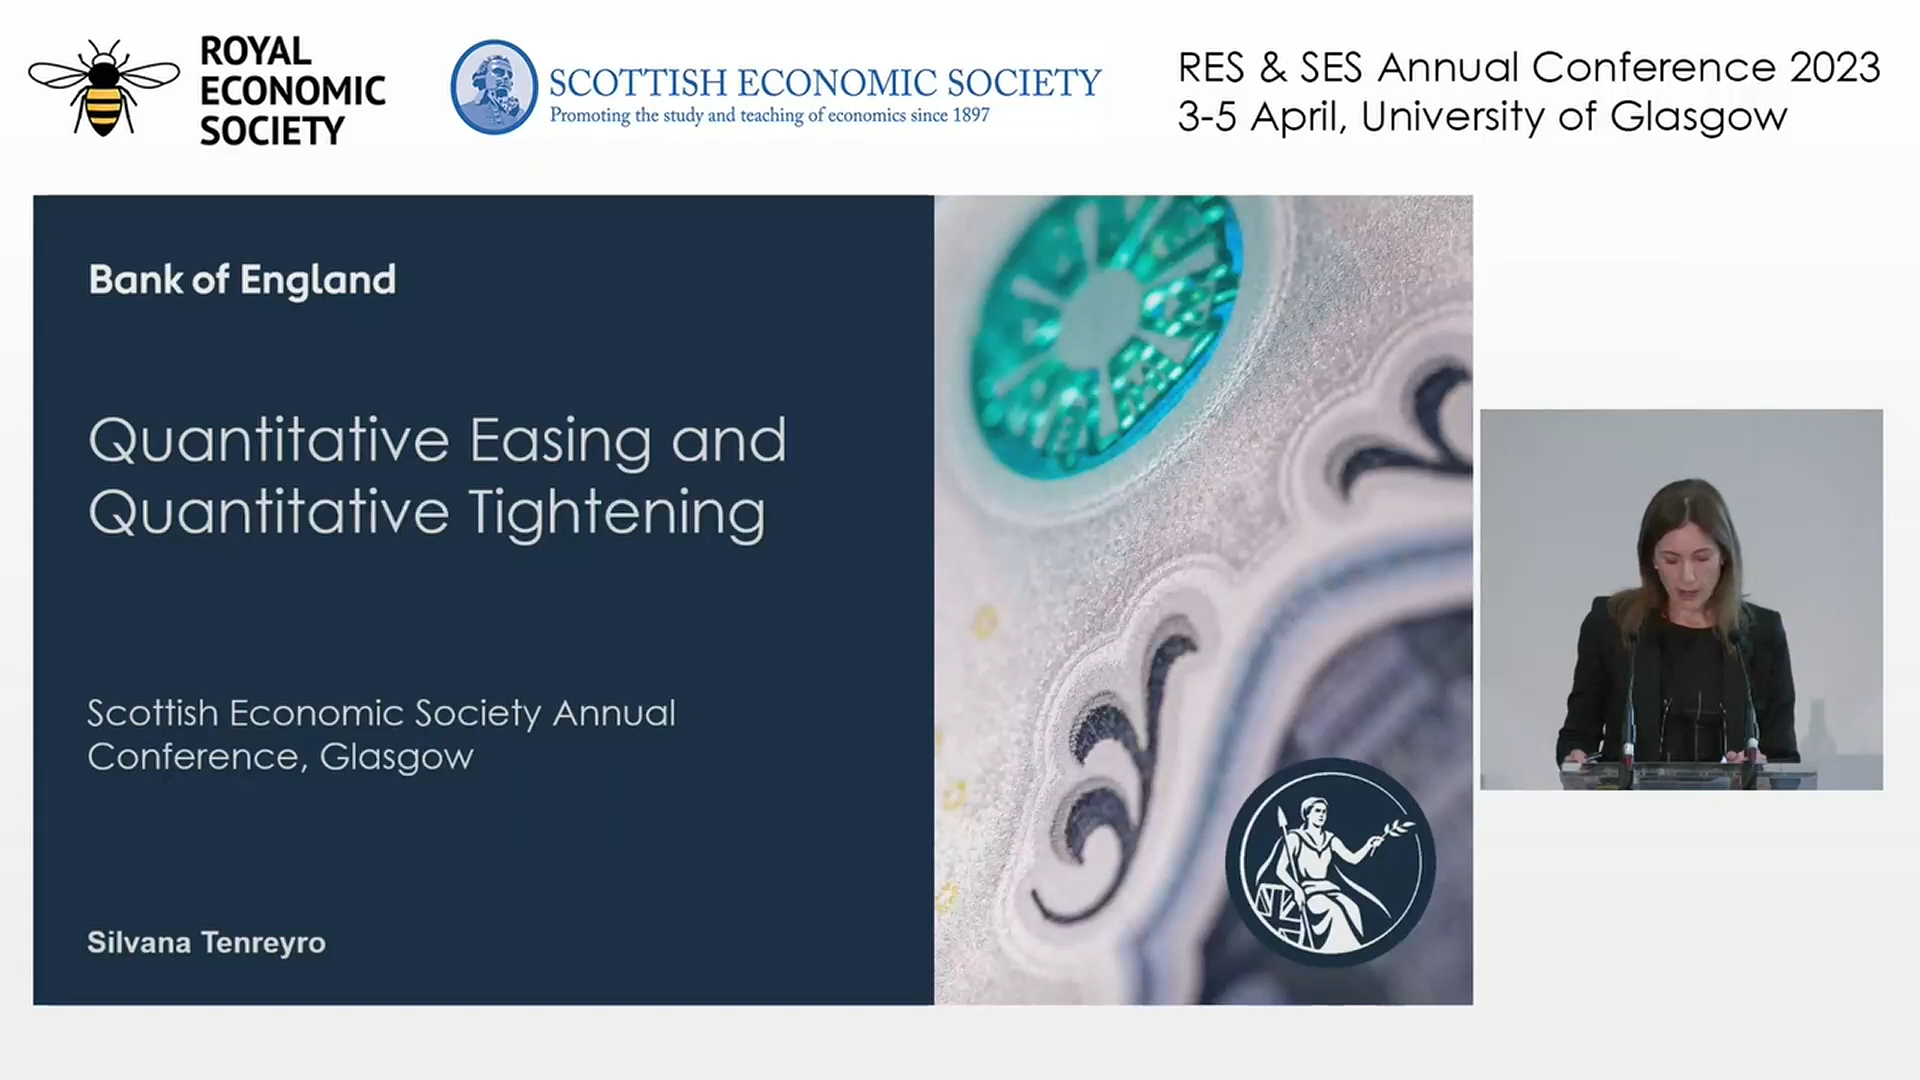 ROYAL
ECONOMIC
SOCIETY
SCOTTISH ECONOMIC SOCIETY
Promoting the study and teaching of economics since 1897
RES & SES Annual Conference 2023
3-5 April, University of Glasgow
Bank of England
Quantitative Easing and
Quantitative Tightening
Scottish Economic Society Annual
Conference, Glasgow
Silvana Tenreyro